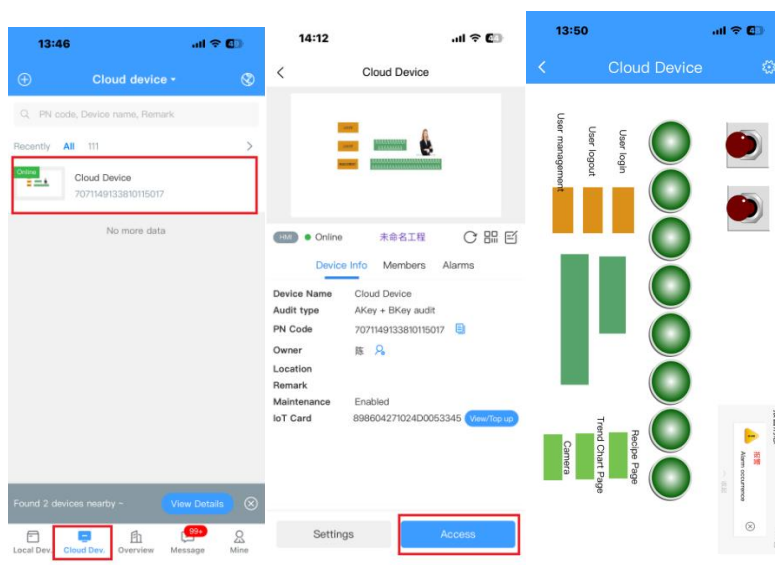 13:46
Cloud device
PN code, Device name, Remark
Recently All 111
Online
Cloud Device
7071149133810115017
No more data
Found 2 devices nearby ~
View Details
Local Dev.
Cloud Dev.
Overview
99+
Message
Mine
14:12
Cloud Device
HMI
Online
未命名工程
Device Info Members Alarms
Device Name Cloud Device
Audit type AKey + BKey audit
PN Code 7071149133810115017
Owner 陈
Location
Remark
Maintenance Enabled
IoT Card 898604271024D0053345 View/Top up
Settings
Access
13:50
Cloud Device
User management
User logout
User login
Camera
Trend Chart Page
Recipe Page
Alarm occurrence